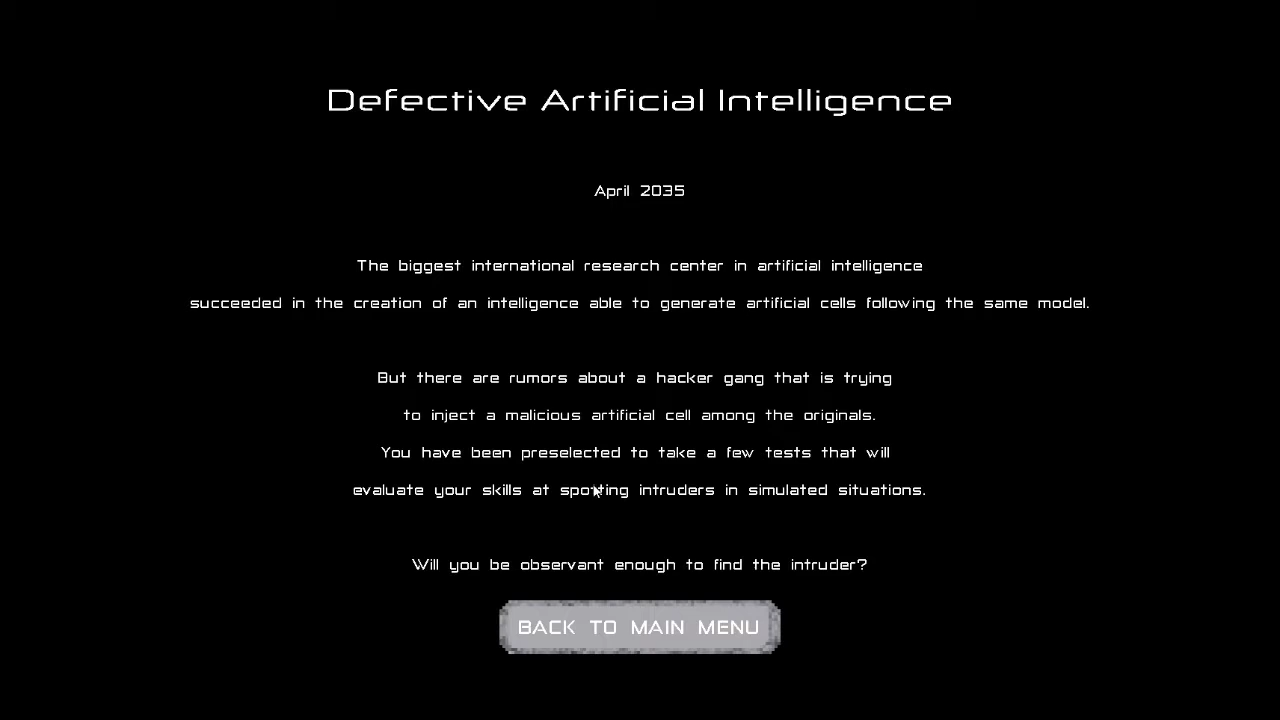 Defective Artificial Intelligence
April 2035
The biggest international research center in artificial intelligence
succeeded in the creation of an intelligence able to generate artificial cells following the same model.
But there are rumors about a hacker gang that is trying
to inject a malicious artificial cell among the originals.
You have been preselected to take a few tests that will
evaluate your skills at spotting intruders in simulated situations.
Will you be observant enough to find the intruder?
BACK TO MAIN MENU